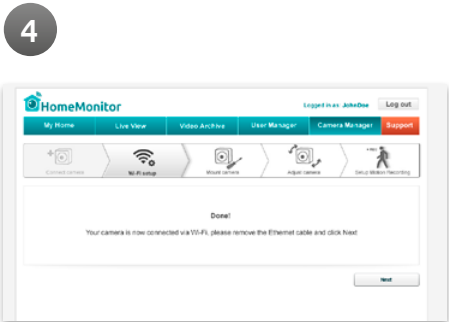 4
HomeMonitor
Logged in as JohnDoe Log out
My Home Live View Video Archive User Manager Camera Manager Support
Connect camera Wi-Fi setup Mount camera Adjust camera Setup Motion Recording
Done!
Your camera is now connected via Wi-Fi, please remove the Ethernet cable and click Next
Next